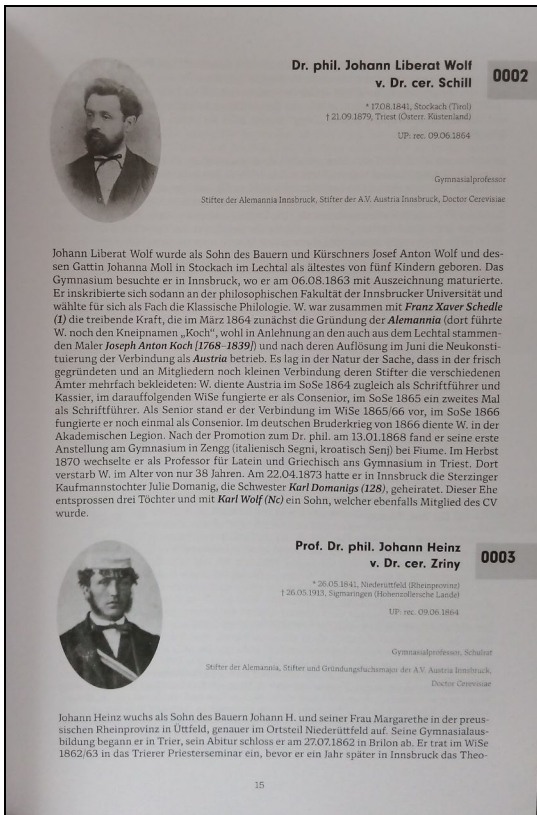 Dr. phil. Johann Liberat Wolf
v. Dr. cer. Schill
0002
* 17.08.1841, Stockach (Tirol)
† 21.09.1879, Triest (Österr. Küstenland)
UP: rec. 09.06.1864
Gymnasialprofessor
Stifter der Alemannia Innsbruck, Stifter der A.V. Austria Innsbruck, Doctor Cerevisiae
Johann Liberat Wolf wurde als Sohn des Bauern und Kürschners Josef Anton Wolf und des-
sen Gattin Johanna Moll in Stockach im Lechtal als ältestes von fünf Kindern geboren. Das
Gymnasium besuchte er in Innsbruck, wo er am 06.08.1863 mit Auszeichnung maturierte.
Er inskribierte sich sodann an der philosophischen Fakultät der Innsbrucker Universität und
wählte für sich als Fach die Klassische Philologie. W. war zusammen mit Franz Xaver Schedle
(1) die treibende Kraft, die im März 1864 zunächst die Gründung der Alemannia (dort führte
W. noch den Kneipnamen „Koch“, wohl in Anlehnung an den auch aus dem Lechtal stammen-
den Maler Joseph Anton Koch [1768–1839]) und nach deren Auflösung im Juni die Neukonsti-
tuierung der Verbindung als Austria betrieb. Es lag in der Natur der Sache, dass in der frisch
gegründeten und an Mitgliedern noch kleinen Verbindung deren Stifter die verschiedenen
Ämter mehrfach bekleideten: W. diente Austria im SoSe 1864 zugleich als Schriftführer und
Kassier, im darauffolgenden WiSe fungierte er als Consenior, im SoSe 1865 ein zweites Mal
als Schriftführer. Als Senior stand er der Verbindung im WiSe 1865/66 vor, im SoSe 1866
fungierte er noch einmal als Consenior. Im deutschen Bruderkrieg von 1866 diente W. in der
Akademischen Legion. Nach der Promotion zum Dr. phil. am 13.01.1868 fand er seine erste
Anstellung am Gymnasium in Zengg (italienisch Segni, kroatisch Senj) bei Fiume. Im Herbst
1870 wechselte er als Professor für Latein und Griechisch ans Gymnasium in Triest. Dort
verstarb W. im Alter von nur 38 Jahren. Am 22.04.1873 hatte er in Innsbruck die Sterzinger
Kaufmannstochter Julie Domanig, die Schwester Karl Domanigs (128), geheiratet. Dieser Ehe
entsprossen drei Töchter und mit Karl Wolf (Nc) ein Sohn, welcher ebenfalls Mitglied des CV
wurde.
Prof. Dr. phil. Johann Heinz
v. Dr. cer. Zriny
0003
* 26.05.1841, Niederüttfeld (Rheinprovinz)
† 26.05.1913, Sigmaringen (Hohenzollersche Lande)
UP: rec. 09.06.1864
Gymnasialprofessor, Schulrat
Stifter der Alemannia, Stifter und Gründungsfuchsmajor der A.V. Austria Innsbruck,
Doctor Cerevisiae
Johann Heinz wuchs als Sohn des Bauern Johann H. und seiner Frau Margarethe in der preus-
sischen Rheinprovinz in Üttfeld, genauer im Ortsteil Niederüttfeld auf. Seine Gymnasialaus-
bildung begann er in Trier, sein Abitur schloss er am 27.07.1862 in Brilon ab. Er trat im WiSe
1862/63 in das Trierer Priesterseminar ein, bevor er ein Jahr später in Innsbruck das Theo-
15